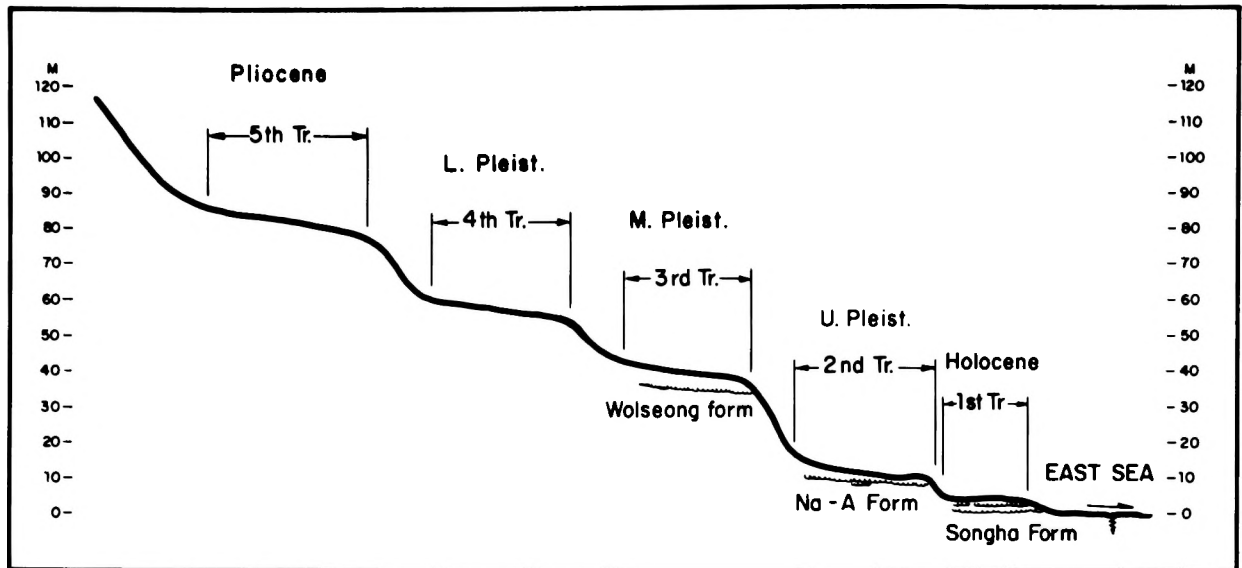 M
120-
110-
100-
90-
80-
70-
60-
50-
40-
30-
20-
10-
0-
Pliocene
5th Tr.
L. Pleist.
4th Tr.
M. Pleist.
3rd Tr.
Wolseong form
U. Pleist.
2nd Tr.
Na-A Form
Holocene
1st Tr
Songha Form
EAST SEA
M
-120
-110
-100
-90
-80
-70
-60
-50
-40
-30
-20
-10
-0